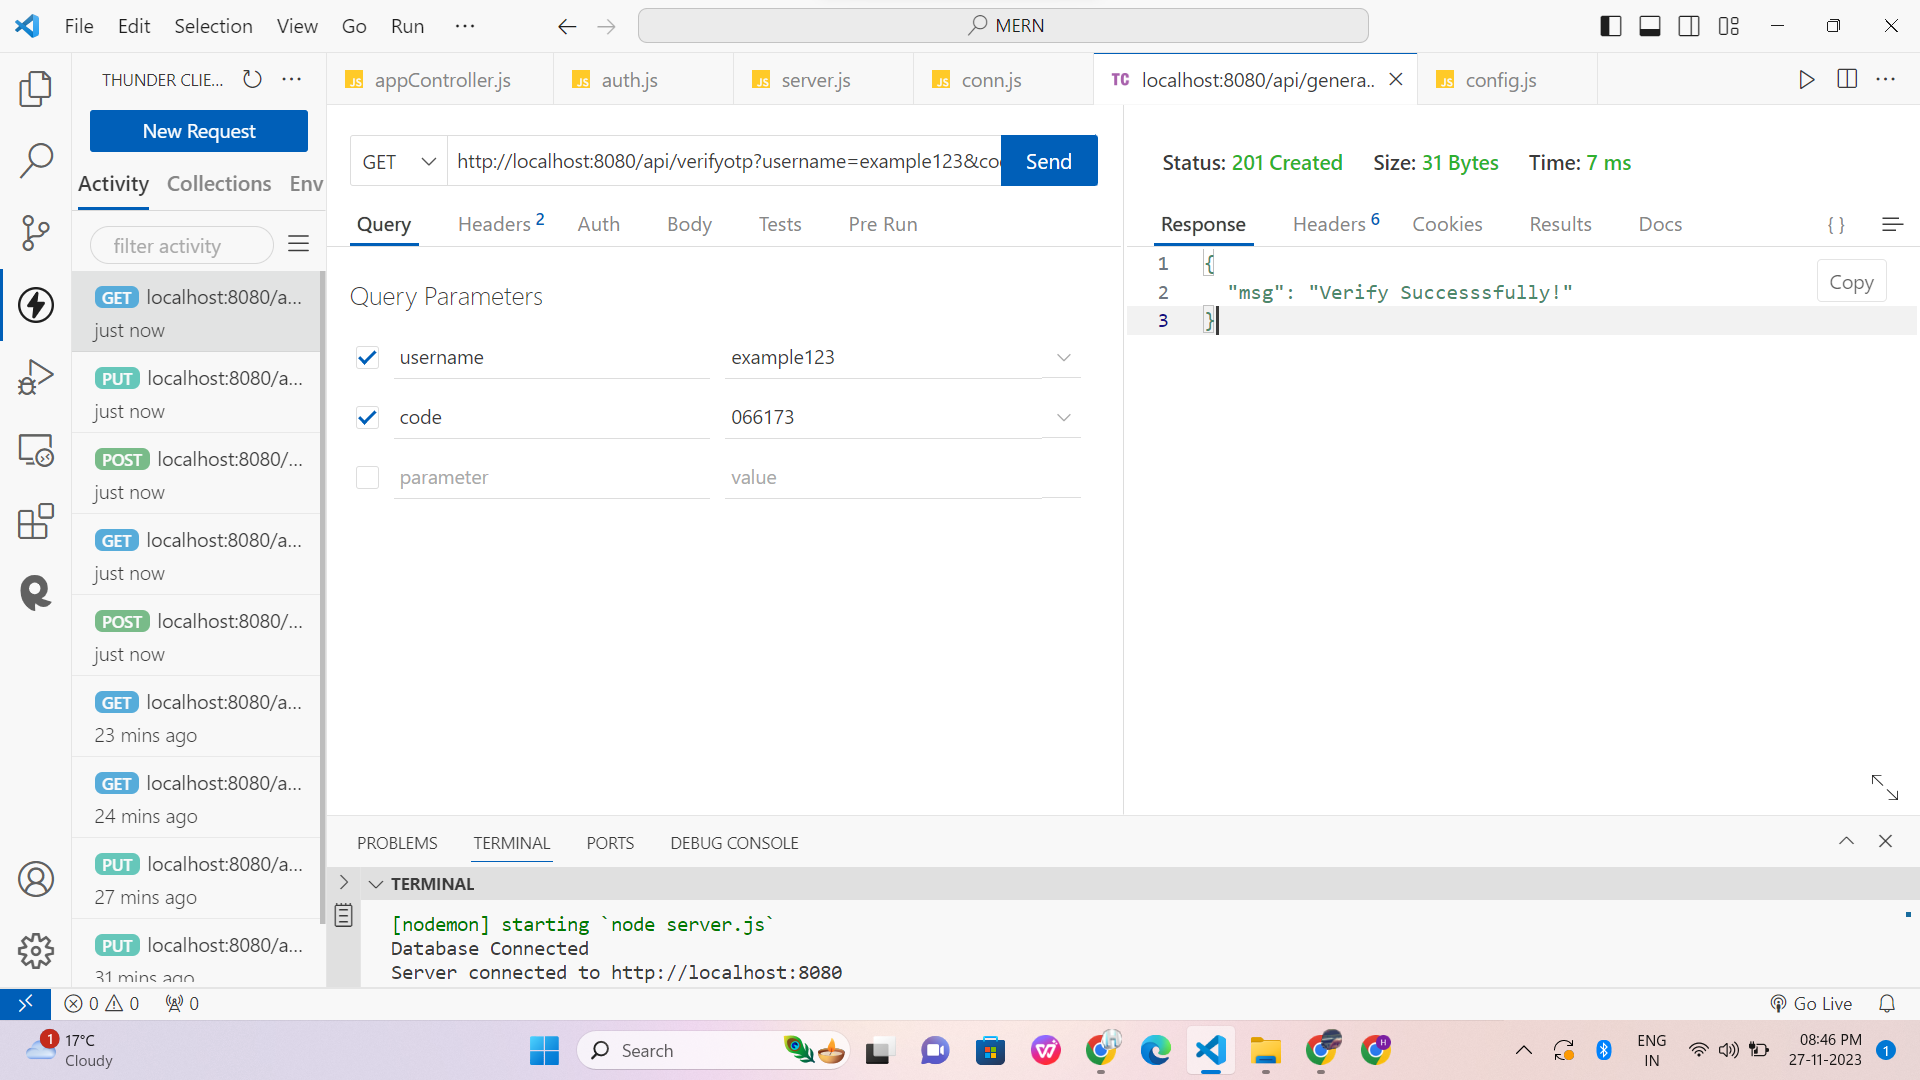 File Edit Selection View Go Run ···
MERN
THUNDER CLIE... ···
New Request
Activity Collections Env
filter activity
GET localhost:8080/a...
just now
PUT localhost:8080/a...
just now
POST localhost:8080/...
just now
GET localhost:8080/a...
just now
POST localhost:8080/...
just now
GET localhost:8080/a...
23 mins ago
GET localhost:8080/a...
24 mins ago
PUT localhost:8080/a...
27 mins ago
PUT localhost:8080/a...
31 mins ago
JS appController.js
JS auth.js
JS server.js
JS conn.js
TC localhost:8080/api/genera..
JS config.js
···
GET
http://localhost:8080/api/verifyotp?username=example123&co
Send
Query Headers 2 Auth Body Tests Pre Run
Query Parameters
username example123
code 066173
parameter value
Status: 201 Created Size: 31 Bytes Time: 7 ms
Response Headers 6 Cookies Results Docs { }
1 {
2 "msg": "Verify Successsfully!"
3 }
Copy
PROBLEMS TERMINAL PORTS DEBUG CONSOLE
TERMINAL
[nodemon] starting `node server.js`
Database Connected
Server connected to http://localhost:8080
0 0 0
Go Live
1
17°C
Cloudy
Search
H
ENG
IN
08:46 PM
27-11-2023
1